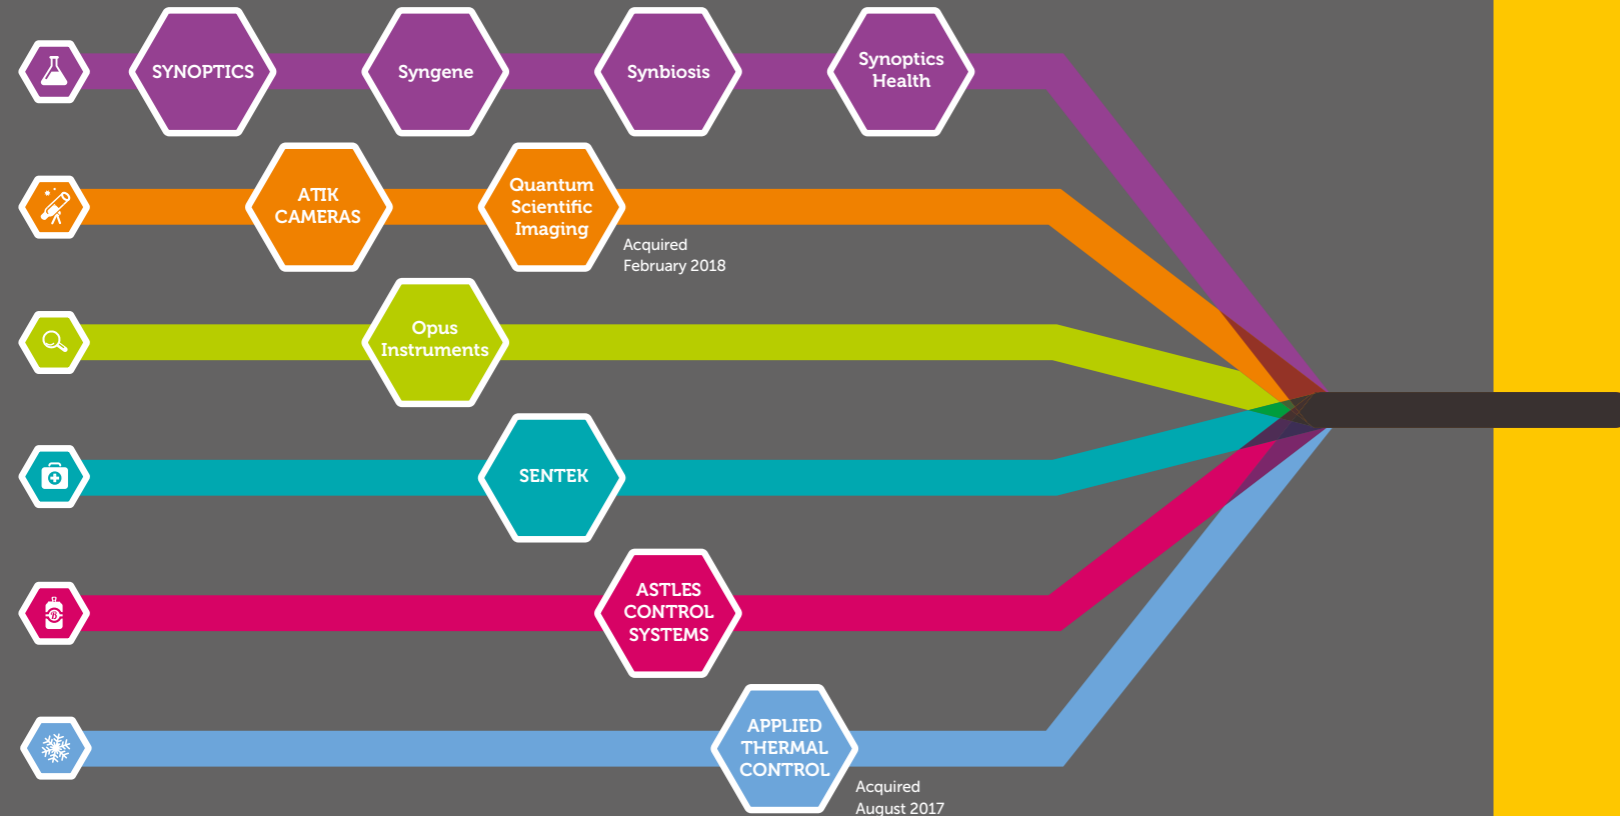 SYNOPTICS
Syngene
Synbiosis
Synoptics
Health
ATIK
CAMERAS
Quantum
Scientific
Imaging
Acquired
February 2018
Opus
Instruments
SENTEK
ASTLES
CONTROL
SYSTEMS
APPLIED
THERMAL
CONTROL
Acquired
August 2017